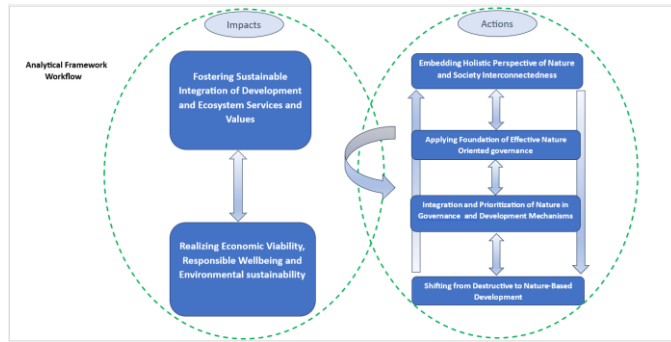 Impacts
Actions
Analytical Framework
Workflow
Fostering Sustainable
Integration of Development
and Ecosystem Services and
Values
Realizing Economic Viability,
Responsible Wellbeing and
Environmental sustainability
Embedding Holistic Perspective of Nature
and Society Interconnectedness
Applying Foundation of Effective Nature
Oriented governance
Integration and Prioritization of Nature in
Governance and Development Mechanisms
Shifting from Destructive to Nature-Based
Development